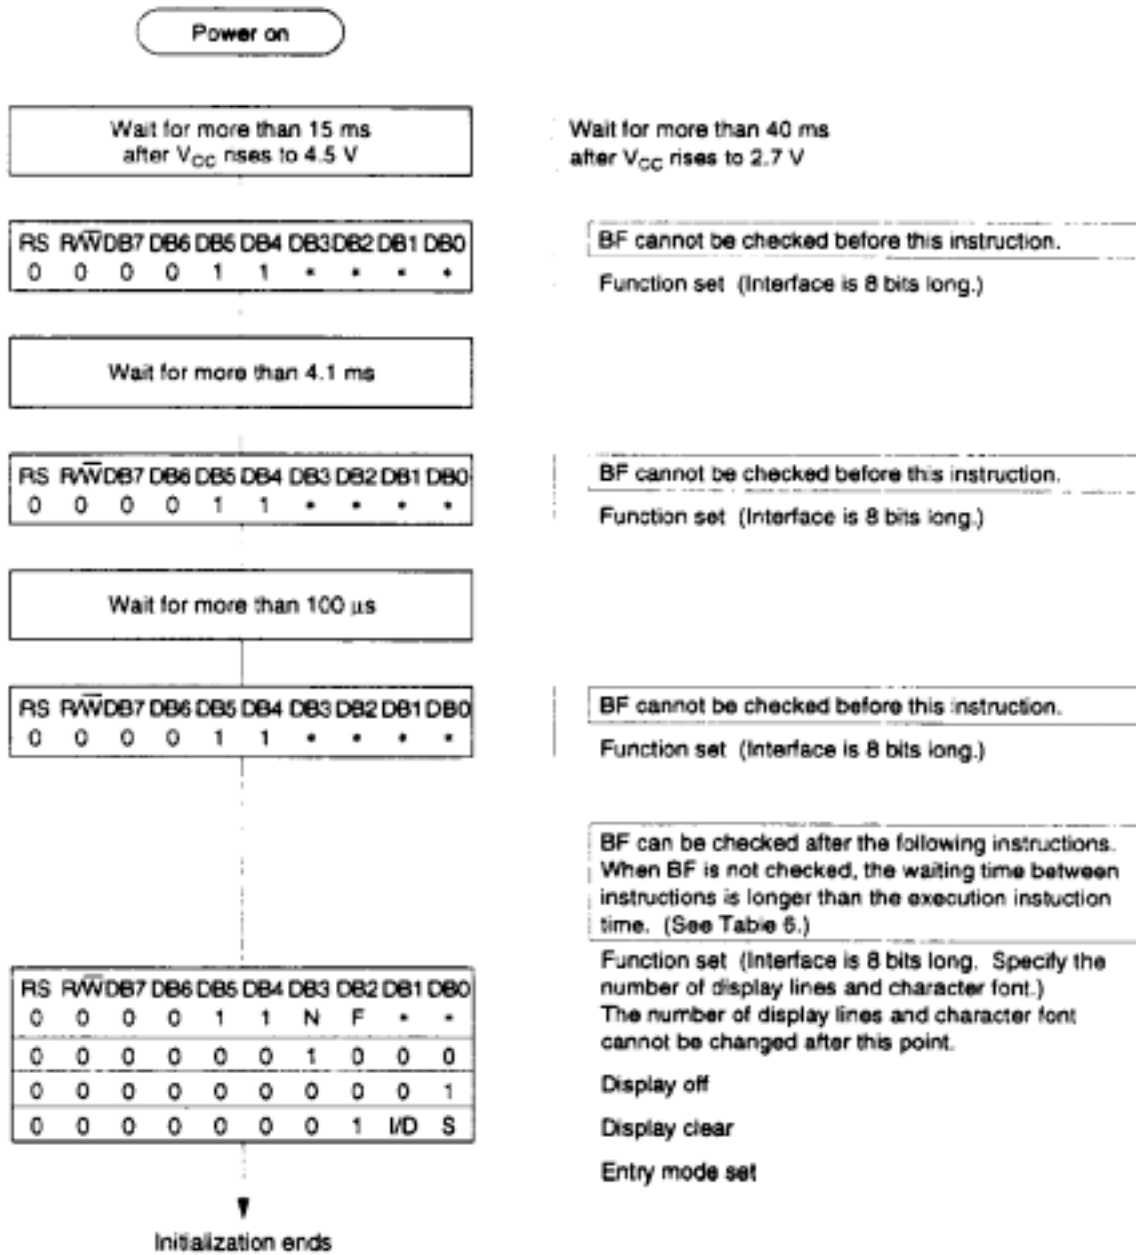 Power on
Wait for more than 15 ms
after VCC rises to 4.5 V
Wait for more than 40 ms
after VCC rises to 2.7 V
RS R/W̅ DB7 DB6 DB5 DB4 DB3 DB2 DB1 DB0
0 0 0 0 1 1 * * * *
BF cannot be checked before this instruction.
Function set (Interface is 8 bits long.)
Wait for more than 4.1 ms
RS R/W̅ DB7 DB6 DB5 DB4 DB3 DB2 DB1 DB0
0 0 0 0 1 1 * * * *
BF cannot be checked before this instruction.
Function set (Interface is 8 bits long.)
Wait for more than 100 μs
RS R/W̅ DB7 DB6 DB5 DB4 DB3 DB2 DB1 DB0
0 0 0 0 1 1 * * * *
BF cannot be checked before this instruction.
Function set (Interface is 8 bits long.)
BF can be checked after the following instructions.
When BF is not checked, the waiting time between
instructions is longer than the execution instuction
time. (See Table 6.)
RS R/W̅ DB7 DB6 DB5 DB4 DB3 DB2 DB1 DB0
0 0 0 0 1 1 N F * *
0 0 0 0 0 0 1 0 0 0
0 0 0 0 0 0 0 0 0 1
0 0 0 0 0 0 0 1 I/D S
Function set (Interface is 8 bits long. Specify the
number of display lines and character font.)
The number of display lines and character font
cannot be changed after this point.
Display off
Display clear
Entry mode set
Initialization ends